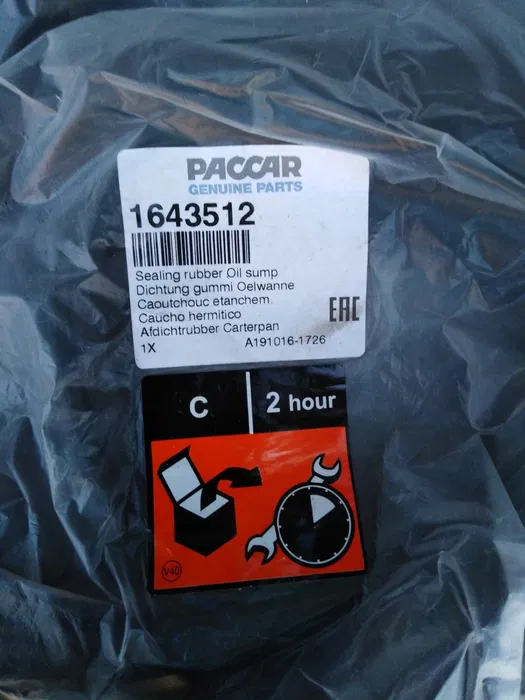 PACCAR
GENUINE PARTS
1643512
Sealing rubber Oil sump
Dichtung gummi Oelwanne
Caoutchouc etanchem.
Caucho hermitico
Afdichtrubber Carterpan
EAC
1X A191016-1726
C 2 hour
V40